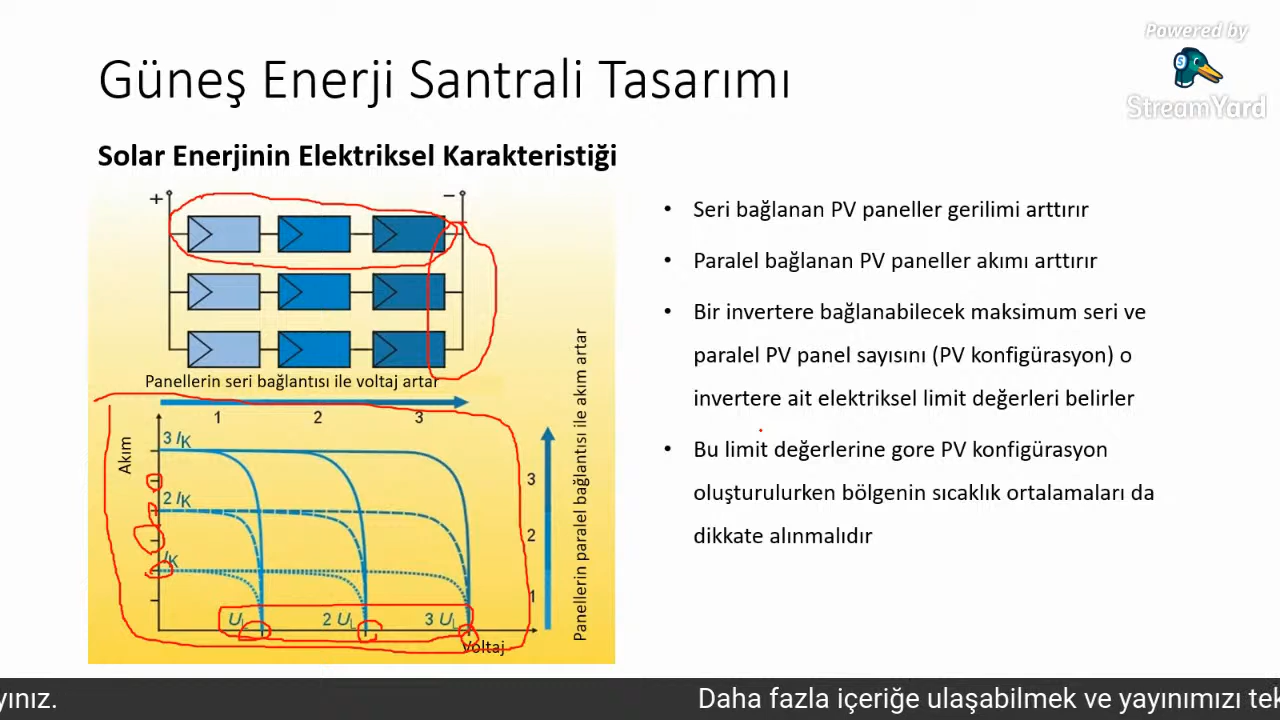 Powered by
StreamYard
Güneş Enerji Santrali Tasarımı
Solar Enerjinin Elektriksel Karakteristiği
+
−
Panellerin seri bağlantısı ile voltaj artar
1 2 3
Akım
3 IK
2 IK
IK
UL 2 UL 3 UL
Voltaj
3
2
1
Panellerin paralel bağlantısı ile akım artar
• Seri bağlanan PV paneller gerilimi arttırır
• Paralel bağlanan PV paneller akımı arttırır
• Bir invertere bağlanabilecek maksimum seri ve
paralel PV panel sayısını (PV konfigürasyon) o
invertere ait elektriksel limit değerleri belirler
• Bu limit değerlerine gore PV konfigürasyon
oluşturulurken bölgenin sıcaklık ortalamaları da
dikkate alınmalıdır
yınız. Daha fazla içeriğe ulaşabilmek ve yayınımızı tek